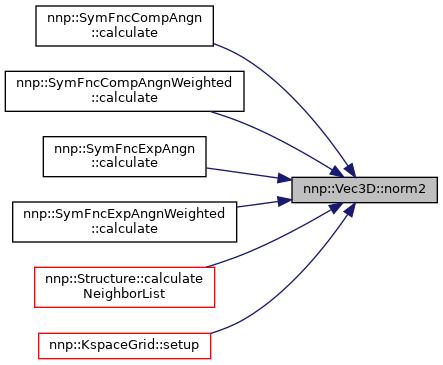 nnp::SymFncCompAngn
::calculate
nnp::SymFncCompAngnWeighted
::calculate
nnp::SymFncExpAngn
::calculate
nnp::SymFncExpAngnWeighted
::calculate
nnp::Structure::calculate
NeighborList
nnp::KspaceGrid::setup
nnp::Vec3D::norm2